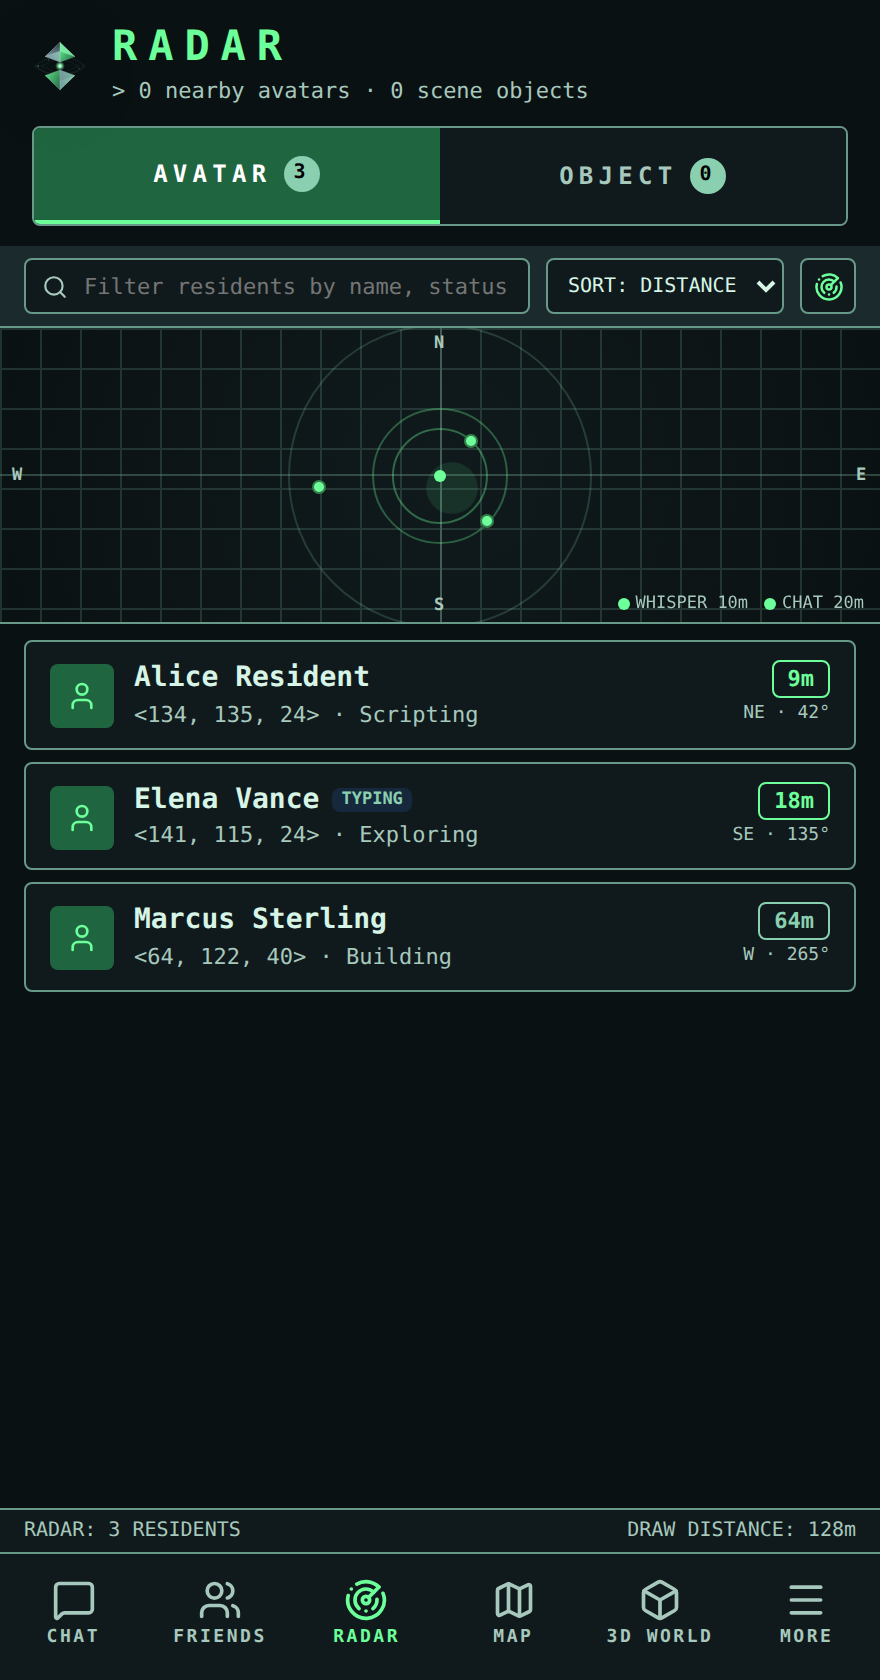 RADAR
> 0 nearby avatars · 0 scene objects
AVATAR 3
OBJECT 0
Filter residents by name, status
SORT: DISTANCE
N
W
E
S
WHISPER 10m
CHAT 20m
Alice Resident
9m
<134, 135, 24> · Scripting
NE · 42°
Elena Vance TYPING
18m
<141, 115, 24> · Exploring
SE · 135°
Marcus Sterling
64m
<64, 122, 40> · Building
W · 265°
RADAR: 3 RESIDENTS
DRAW DISTANCE: 128m
CHAT
FRIENDS
RADAR
MAP
3D WORLD
MORE